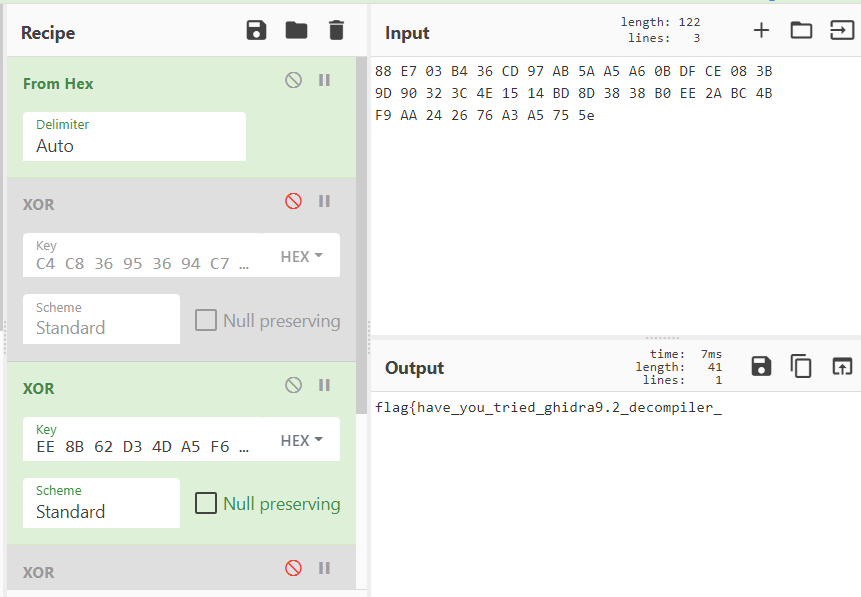 Recipe
From Hex
Delimiter
Auto
XOR
Key
C4 C8 36 95 36 94 C7 ...
HEX
Scheme
Standard
Null preserving
XOR
Key
EE 8B 62 D3 4D A5 F6 ...
HEX
Scheme
Standard
Null preserving
XOR
Input
length: 122
lines: 3
88 E7 03 B4 36 CD 97 AB 5A A5 A6 0B DF CE 08 3B
9D 90 32 3C 4E 15 14 BD 8D 38 38 B0 EE 2A BC 4B
F9 AA 24 26 76 A3 A5 75 5e
Output
time: 7ms
length: 41
lines: 1
flag{have_you_tried_ghidra9.2_decompiler_